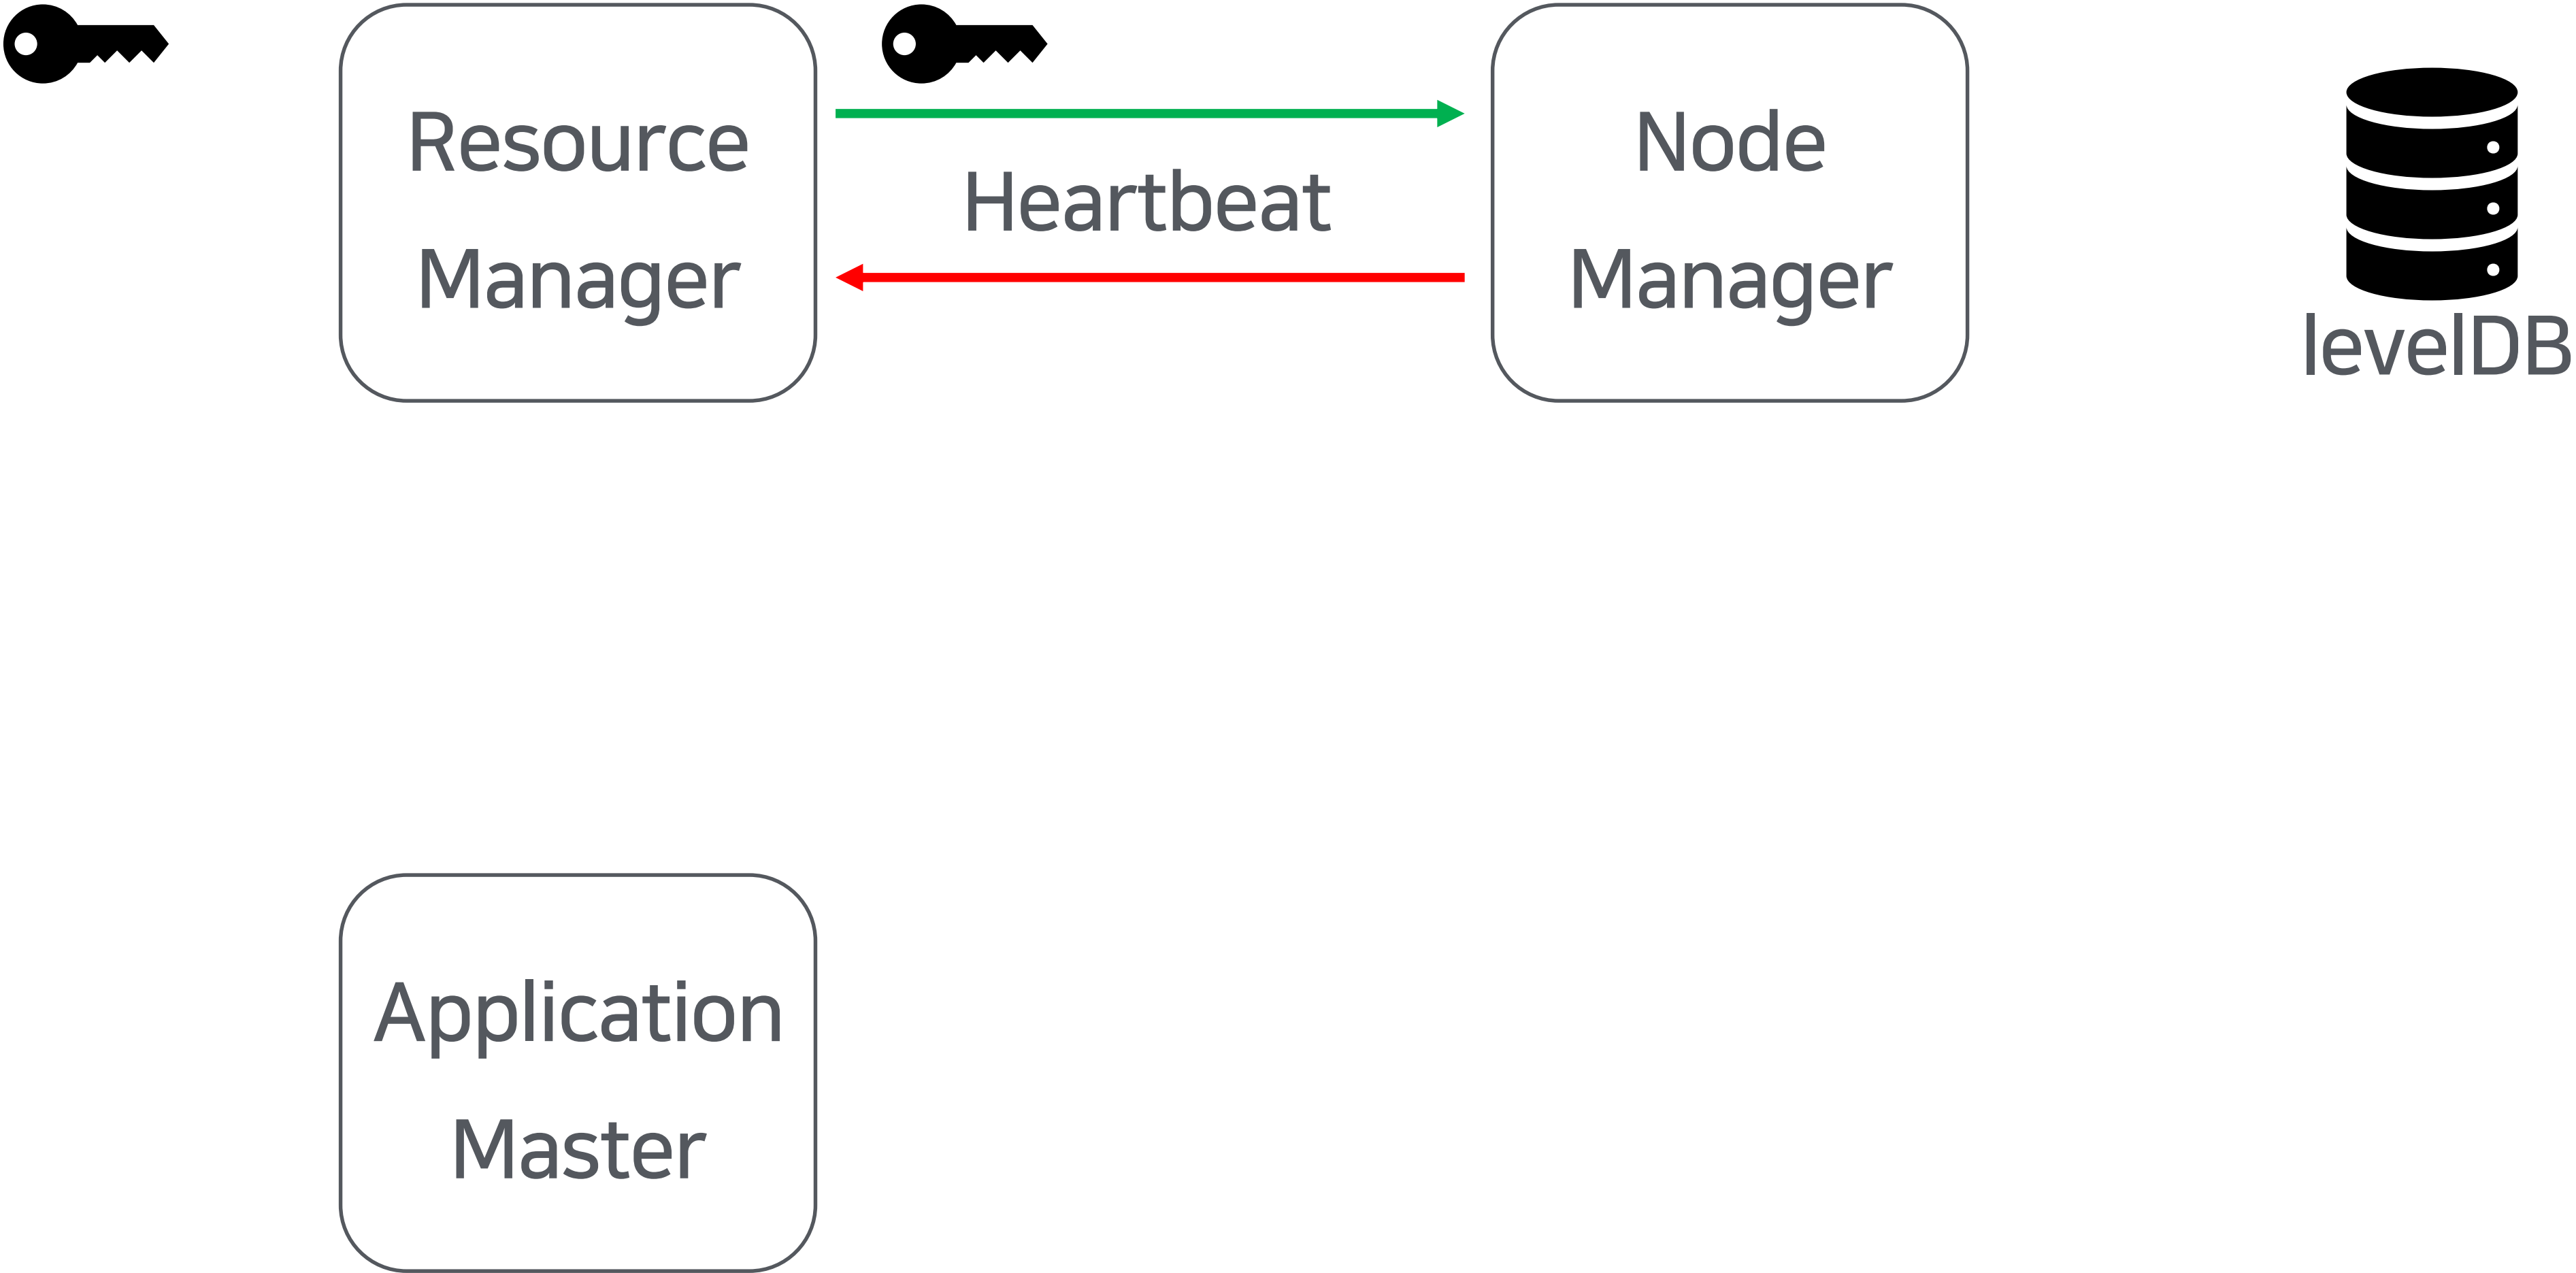 Resource
Manager
Heartbeat
Node
Manager
levelDB
Application
Master